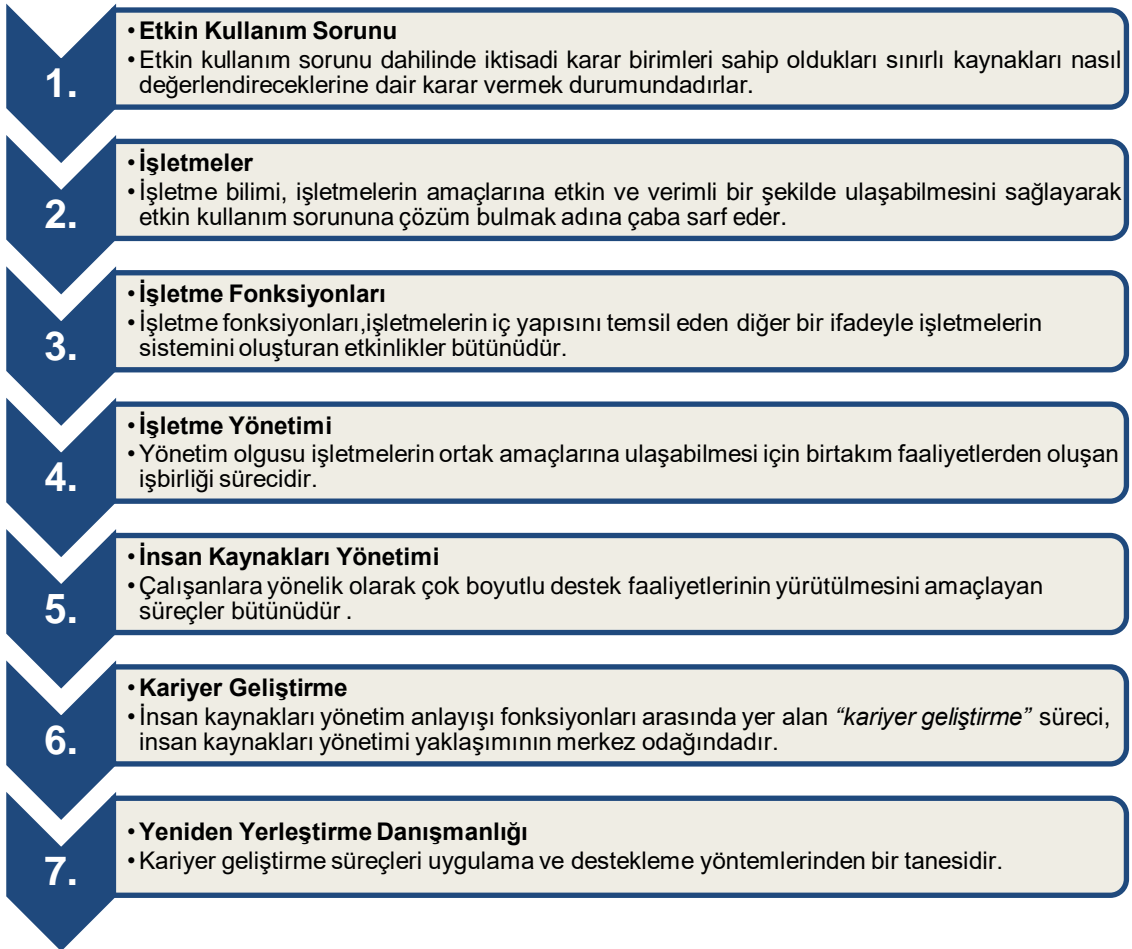 1.
• Etkin Kullanım Sorunu
• Etkin kullanım sorunu dahilinde iktisadi karar birimleri sahip oldukları sınırlı kaynakları nasıl
değerlendireceklerine dair karar vermek durumundadırlar.
2.
• İşletmeler
• İşletme bilimi, işletmelerin amaçlarına etkin ve verimli bir şekilde ulaşabilmesini sağlayarak
etkin kullanım sorununa çözüm bulmak adına çaba sarf eder.
3.
• İşletme Fonksiyonları
• İşletme fonksiyonları,işletmelerin iç yapısını temsil eden diğer bir ifadeyle işletmelerin
sistemini oluşturan etkinlikler bütünüdür.
4.
• İşletme Yönetimi
• Yönetim olgusu işletmelerin ortak amaçlarına ulaşabilmesi için birtakım faaliyetlerden oluşan
işbirliği sürecidir.
5.
• İnsan Kaynakları Yönetimi
• Çalışanlara yönelik olarak çok boyutlu destek faaliyetlerinin yürütülmesini amaçlayan
süreçler bütünüdür .
6.
• Kariyer Geliştirme
• İnsan kaynakları yönetim anlayışı fonksiyonları arasında yer alan “kariyer geliştirme” süreci,
insan kaynakları yönetimi yaklaşımının merkez odağındadır.
7.
• Yeniden Yerleştirme Danışmanlığı
• Kariyer geliştirme süreçleri uygulama ve destekleme yöntemlerinden bir tanesidir.